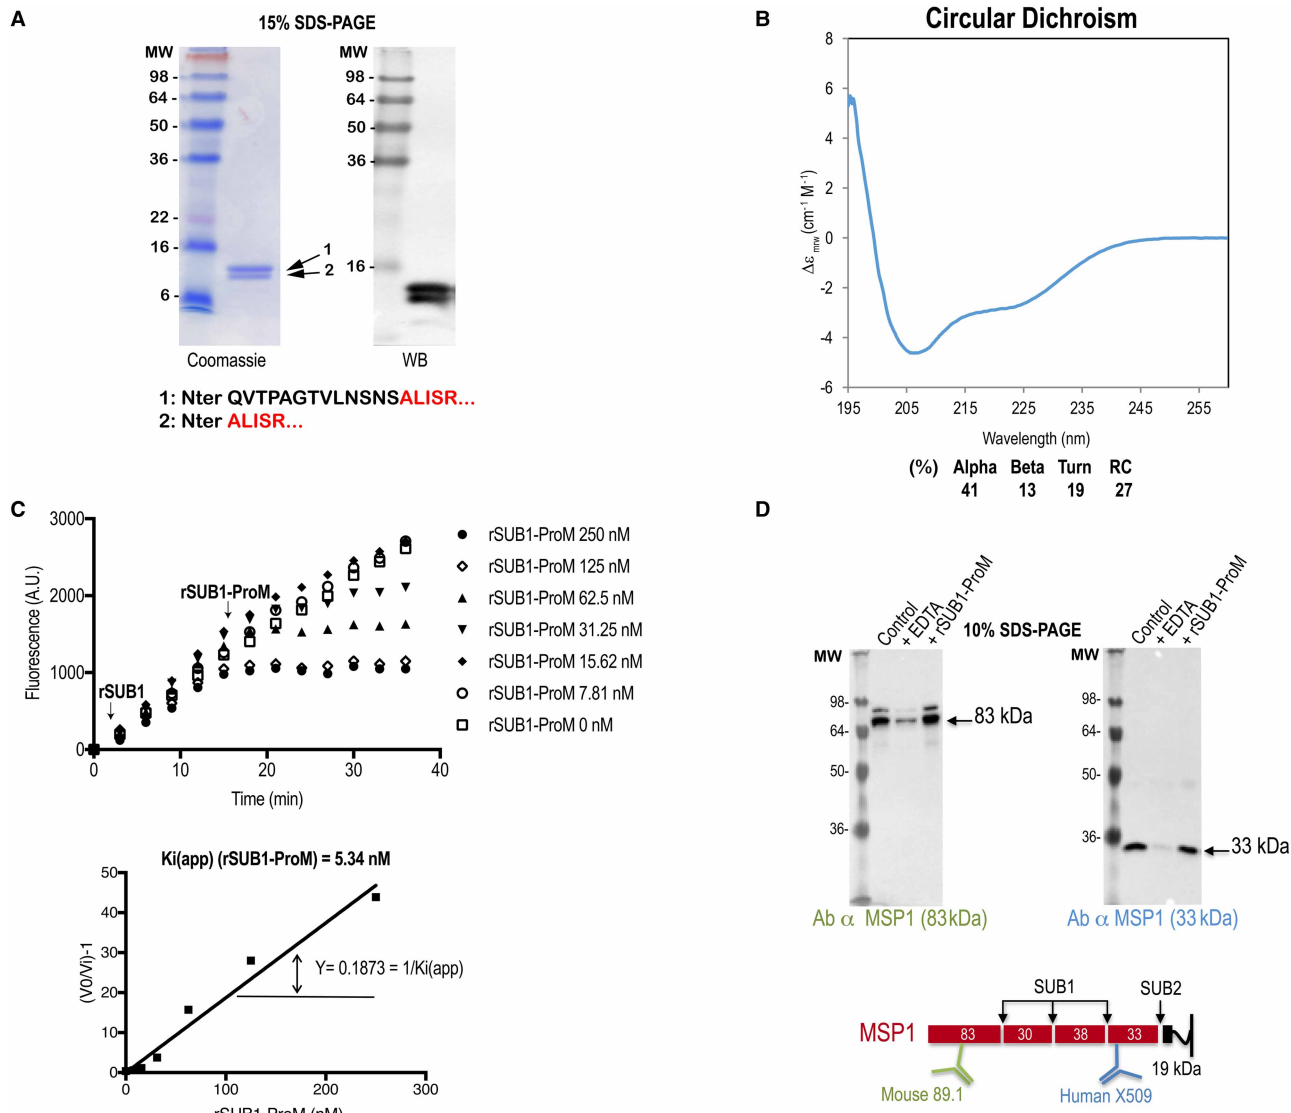 A
15% SDS-PAGE
MW
98 -
64 -
50 -
36 -
22 -
16 -
6 -
1
2
Coomassie
MW
98 -
64 -
50 -
36 -
16 -
WB
1: Nter QVTPAGTVLNSNSALISR...
2: Nter ALISR...
B
Circular Dichroism
Δε mrw (cm-1 M-1)
8
6
4
2
0
-2
-4
-6
195 205 215 225 235 245 255
Wavelength (nm)
(%) Alpha Beta Turn RC
41 13 19 27
C
Fluorescence (A.U.)
3000
2000
1000
0
rSUB1
rSUB1-ProM
0 10 20 30 40
Time (min)
rSUB1-ProM 250 nM
rSUB1-ProM 125 nM
rSUB1-ProM 62.5 nM
rSUB1-ProM 31.25 nM
rSUB1-ProM 15.62 nM
rSUB1-ProM 7.81 nM
rSUB1-ProM 0 nM
Ki(app) (rSUB1-ProM) = 5.34 nM
(V0/Vi)-1
50
40
30
20
10
0
Y= 0.1873 = 1/Ki(app)
0 100 200 300
rSUB1-ProM (nM)
D
Control
+ EDTA
+ rSUB1-ProM
10% SDS-PAGE
MW
98-
64-
50-
36-
83 kDa
Ab α MSP1 (83kDa)
Control
+ EDTA
+ rSUB1-ProM
MW
98-
64-
50-
36-
33 kDa
Ab α MSP1 (33kDa)
SUB1 SUB2
MSP1 83 30 38 33
19 kDa
Mouse 89.1 Human X509